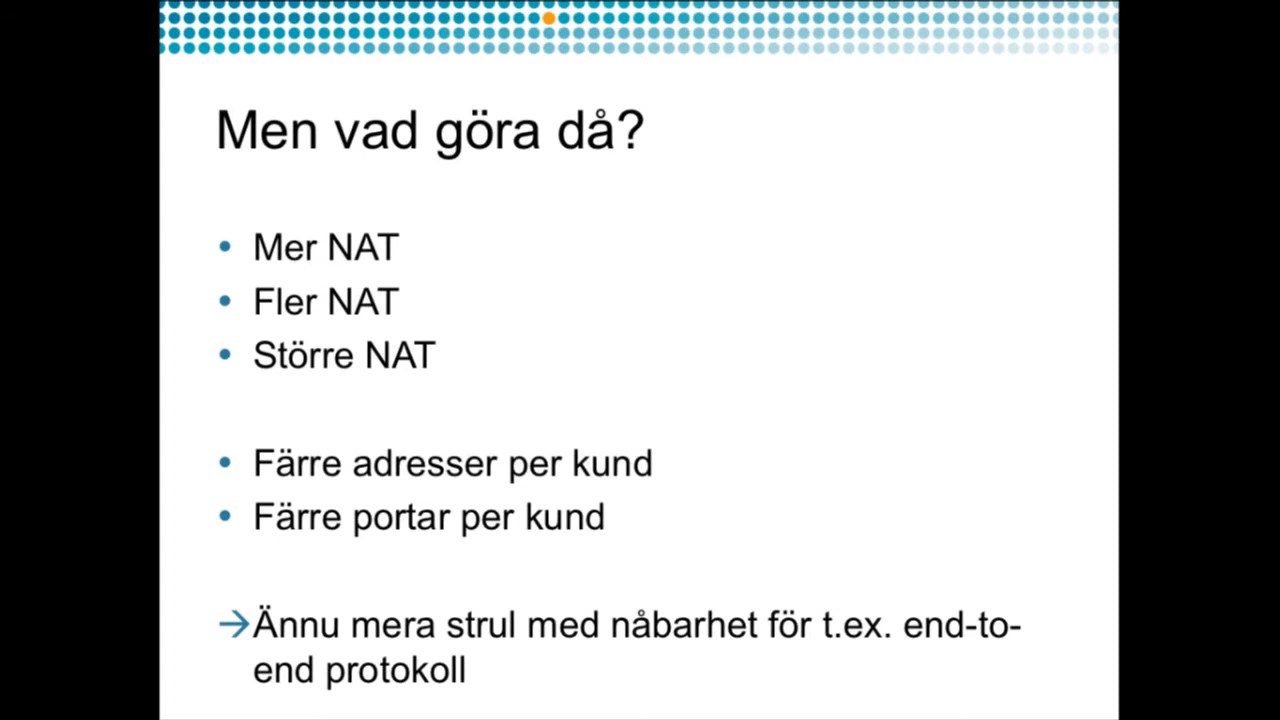 Men vad göra då?
• Mer NAT
• Fler NAT
• Större NAT
• Färre adresser per kund
• Färre portar per kund
→Ännu mera strul med nåbarhet för t.ex. end-to-
end protokoll